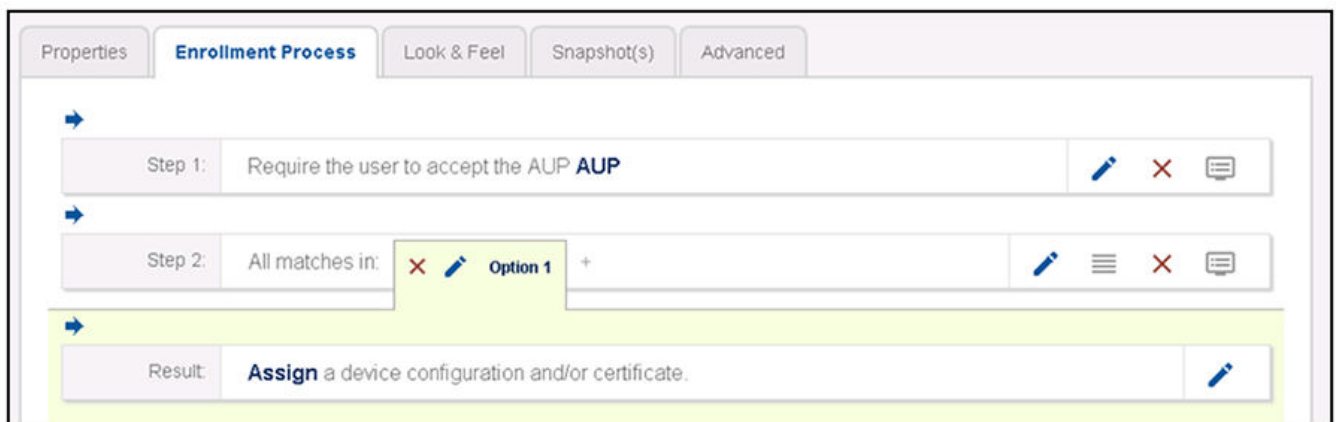 Properties Enrollment Process Look & Feel Snapshot(s) Advanced
Step 1: Require the user to accept the AUP AUP
Step 2: All matches in: Option 1 +
Result: Assign a device configuration and/or certificate.